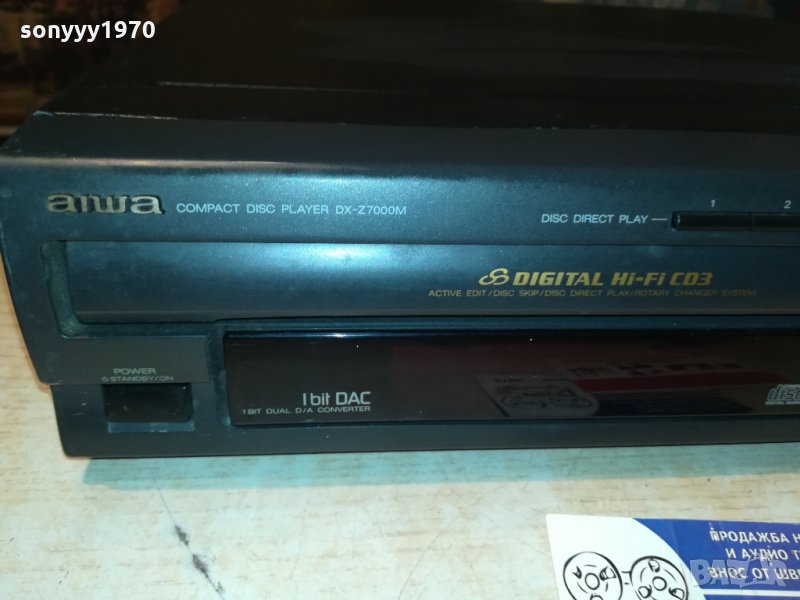 sonyyy1970
aiwa COMPACT DISC PLAYER DX-Z7000M
DISC DIRECT PLAY 1 2
DIGITAL Hi-Fi CD3
ACTIVE EDIT/DISC SKIP/DISC DIRECT PLAY/ROTARY CHANGER SYSTEM
POWER
STANDBY/ON
1 bit DAC
1 BIT DUAL D/A CONVERTER
disc
ПРОДАЖБА Н
И АУДИО Т
ВНОС ОТ ШВЕ